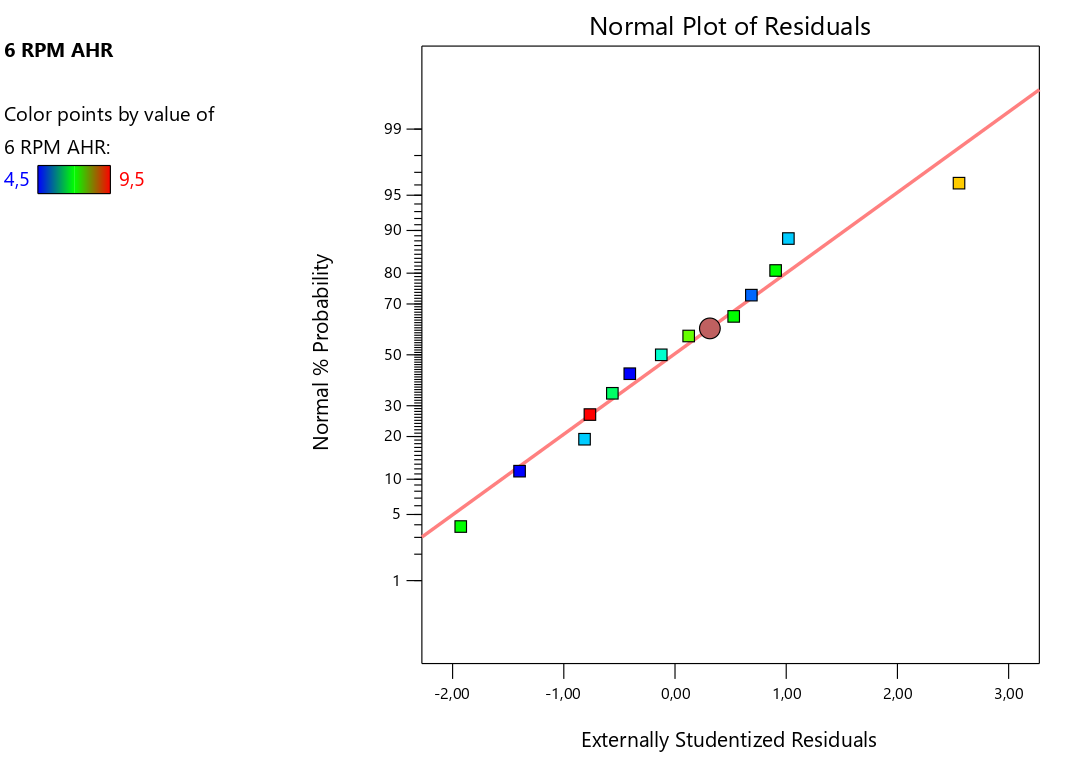 Normal Plot of Residuals
6 RPM AHR
Color points by value of
6 RPM AHR:
4,5 9,5
Normal % Probability
99
95
90
80
70
50
30
20
10
5
1
-2,00 -1,00 0,00 1,00 2,00 3,00
Externally Studentized Residuals